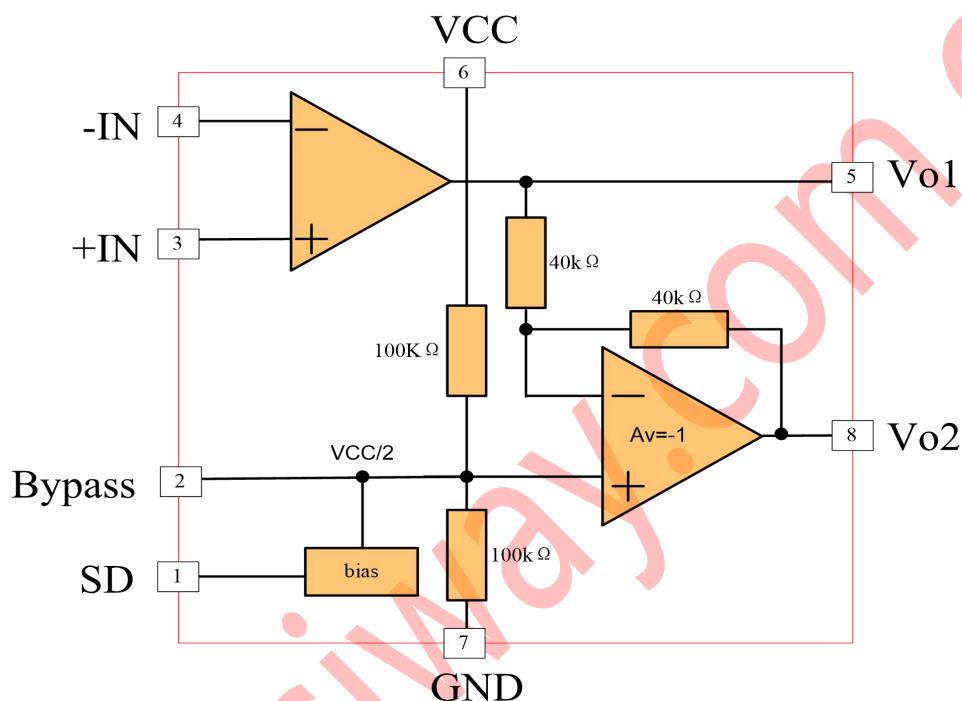 VCC
6
-IN
4
5
Vo1
+IN
3
40kΩ
40kΩ
100KΩ
Av=-1
8
Vo2
VCC/2
Bypass
2
100kΩ
SD
1
bias
7
GND
siway.c